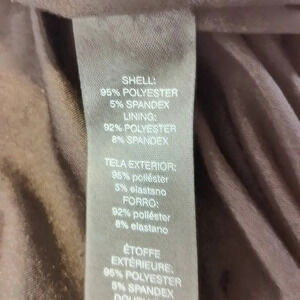 SHELL:
95% POLYESTER
5% SPANDEX
LINING:
92% POLYESTER
8% SPANDEX
TELA EXTERIOR:
95% poliéster
5% elastano
FORRO:
92% poliéster
8% elastano
ÉTOFFE
EXTÉRIEURE:
95% POLYESTER
5% SPANDEX